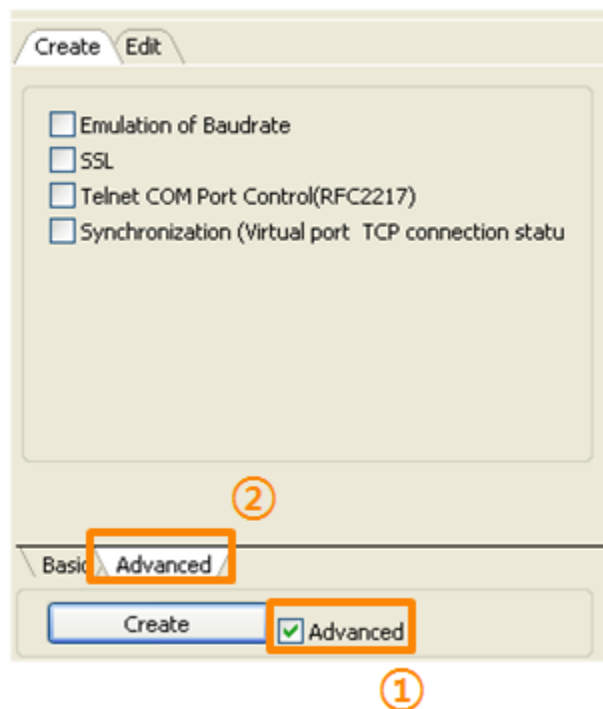 Create Edit
Emulation of Baudrate
SSL
Telnet COM Port Control(RFC2217)
Synchronization (Virtual port TCP connection statu
②
Basic Advanced
Create Advanced
①